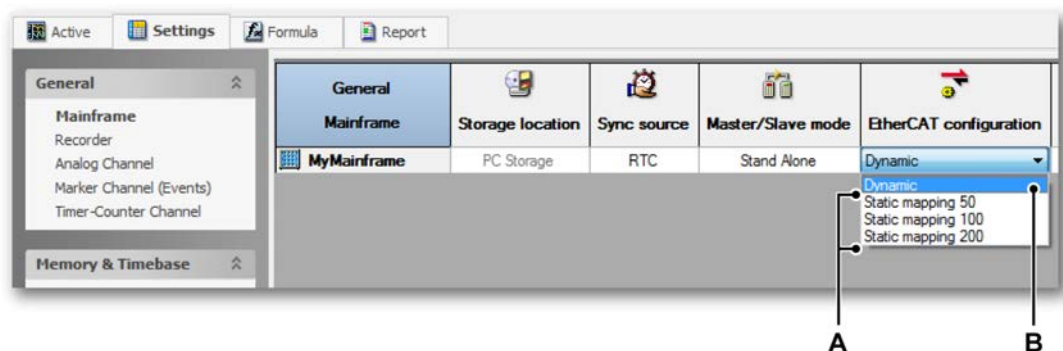 Active Settings Formula Report
General
Mainframe
Recorder
Analog Channel
Marker Channel (Events)
Timer-Counter Channel
Memory & Timebase
General
Mainframe Storage location Sync source Master/Slave mode EtherCAT configuration
MyMainframe PC Storage RTC Stand Alone Dynamic
Dynamic
Static mapping 50
Static mapping 100
Static mapping 200
A B